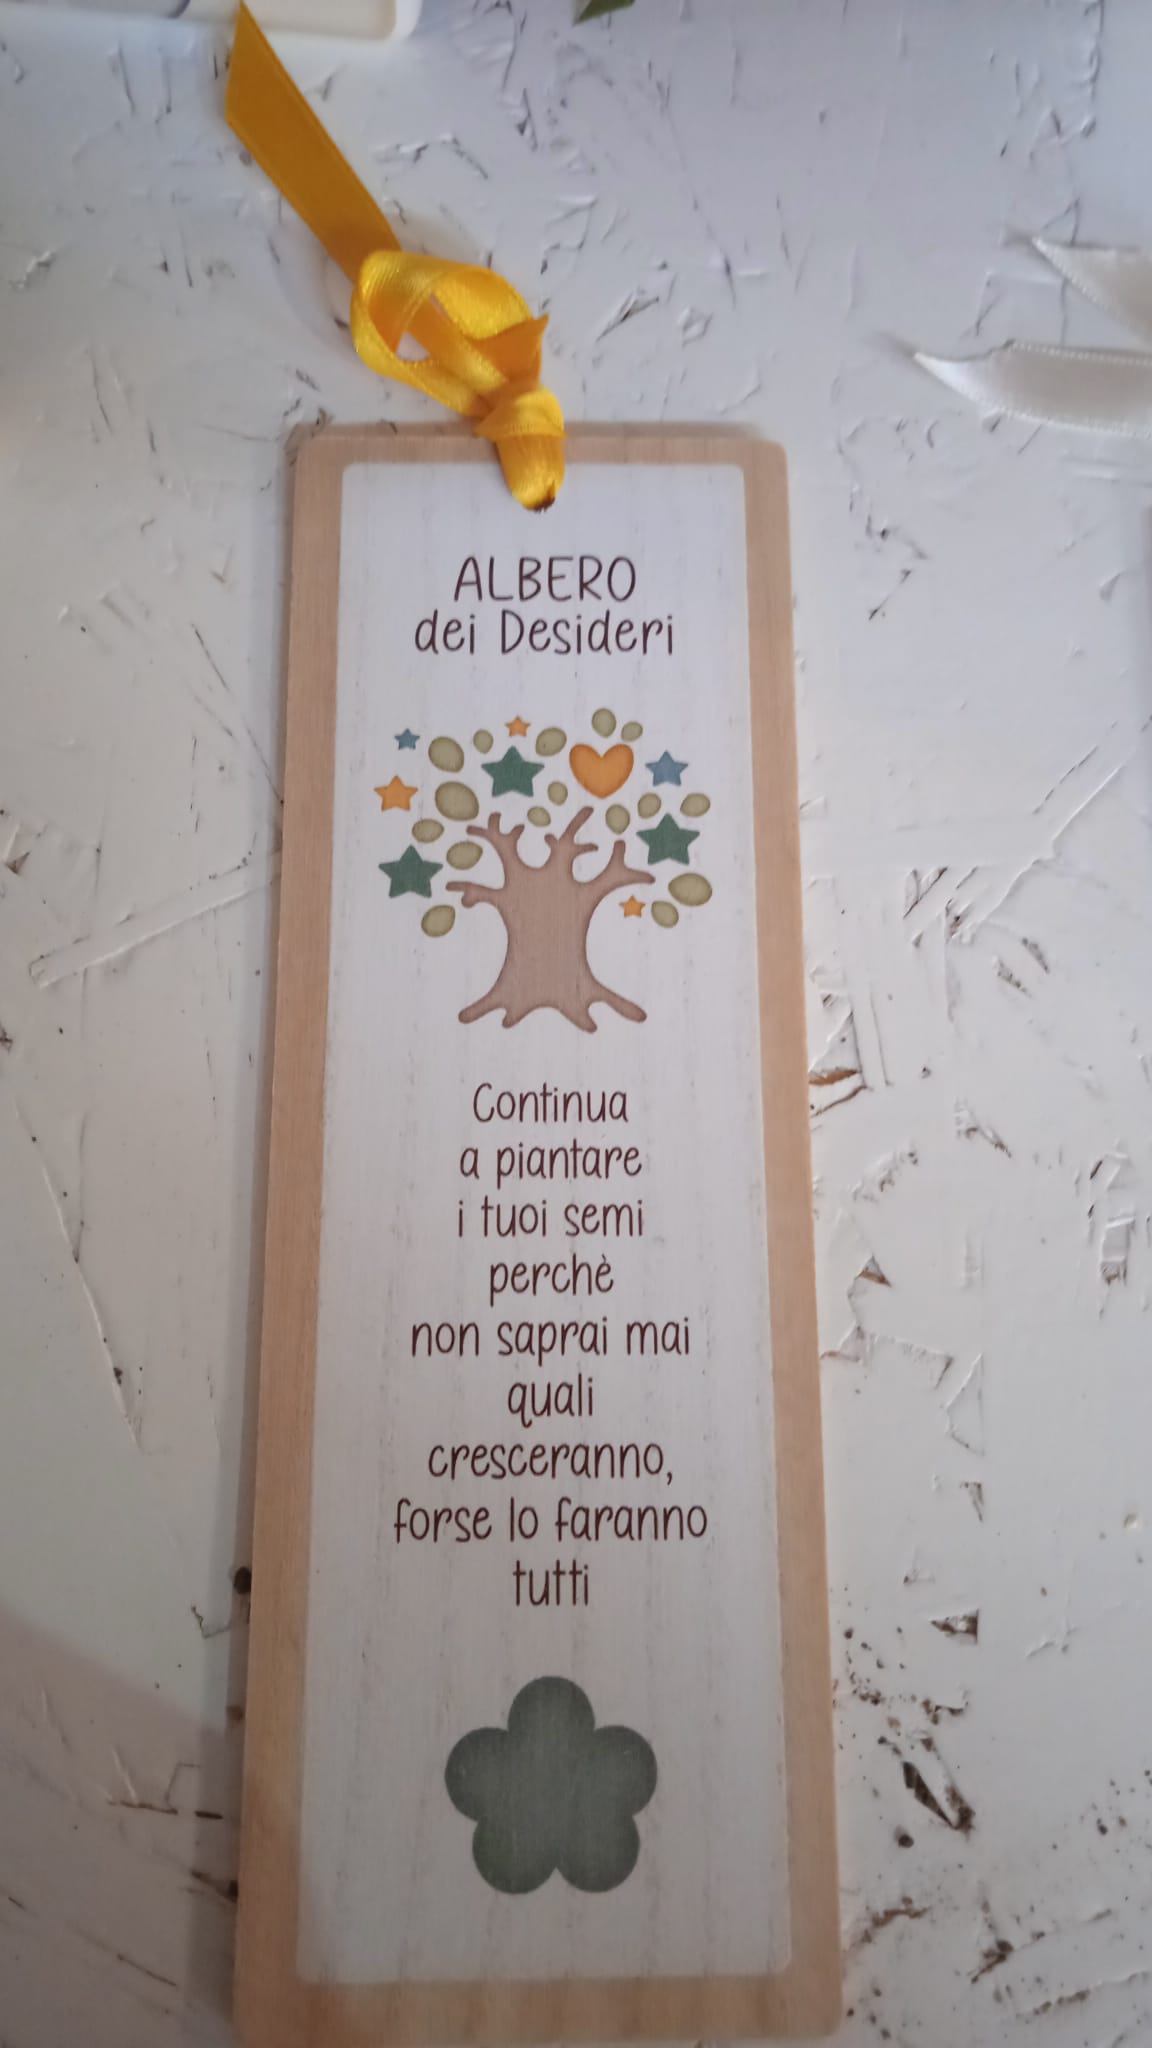 ALBERO
dei Desideri
Continua
a piantare
i tuoi semi
perchè
non saprai mai
quali
cresceranno,
forse lo faranno
tutti